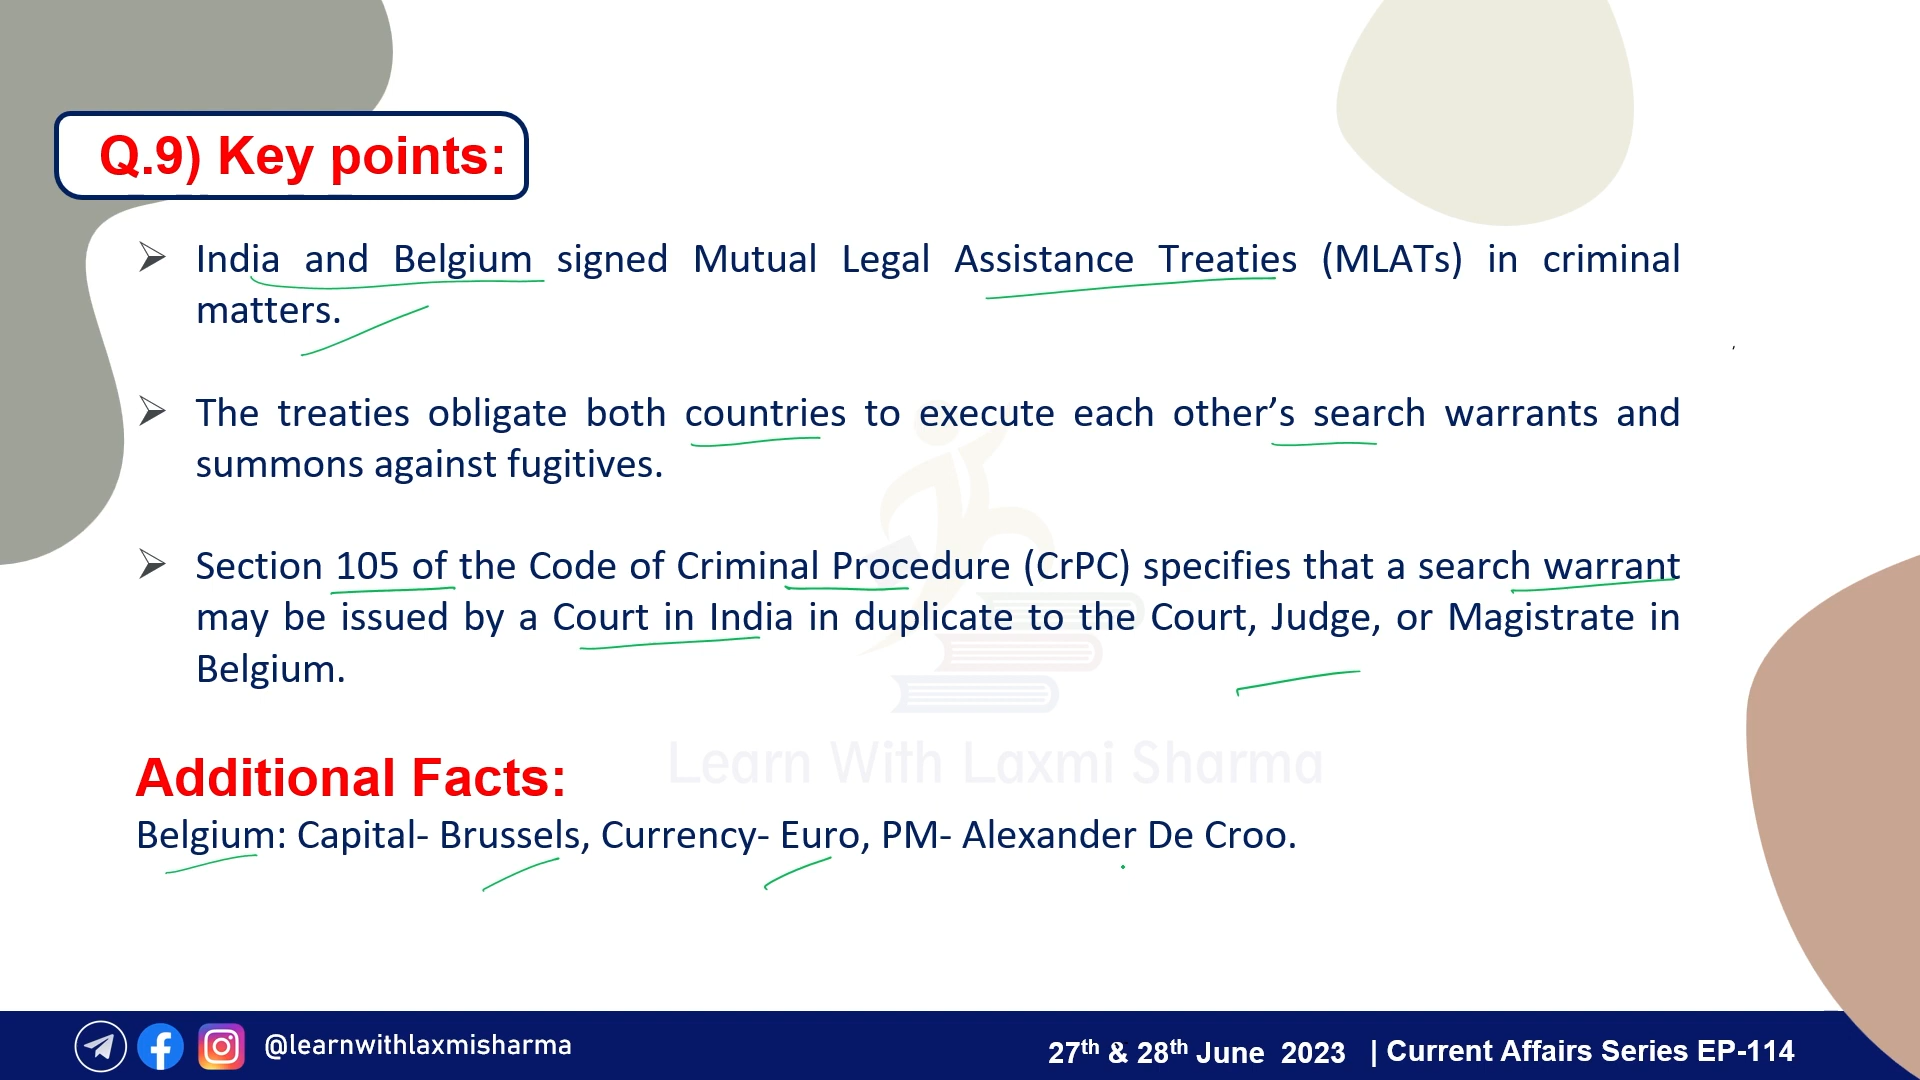 Q.9) Key points:
India and Belgium signed Mutual Legal Assistance Treaties (MLATs) in criminal
matters.
The treaties obligate both countries to execute each other’s search warrants and
summons against fugitives.
Section 105 of the Code of Criminal Procedure (CrPC) specifies that a search warrant
may be issued by a Court in India in duplicate to the Court, Judge, or Magistrate in
Belgium.
Learn With Laxmi Sharma
Additional Facts:
Belgium: Capital- Brussels, Currency- Euro, PM- Alexander De Croo.
@learnwithlaxmisharma
27th & 28th June 2023 | Current Affairs Series EP-114